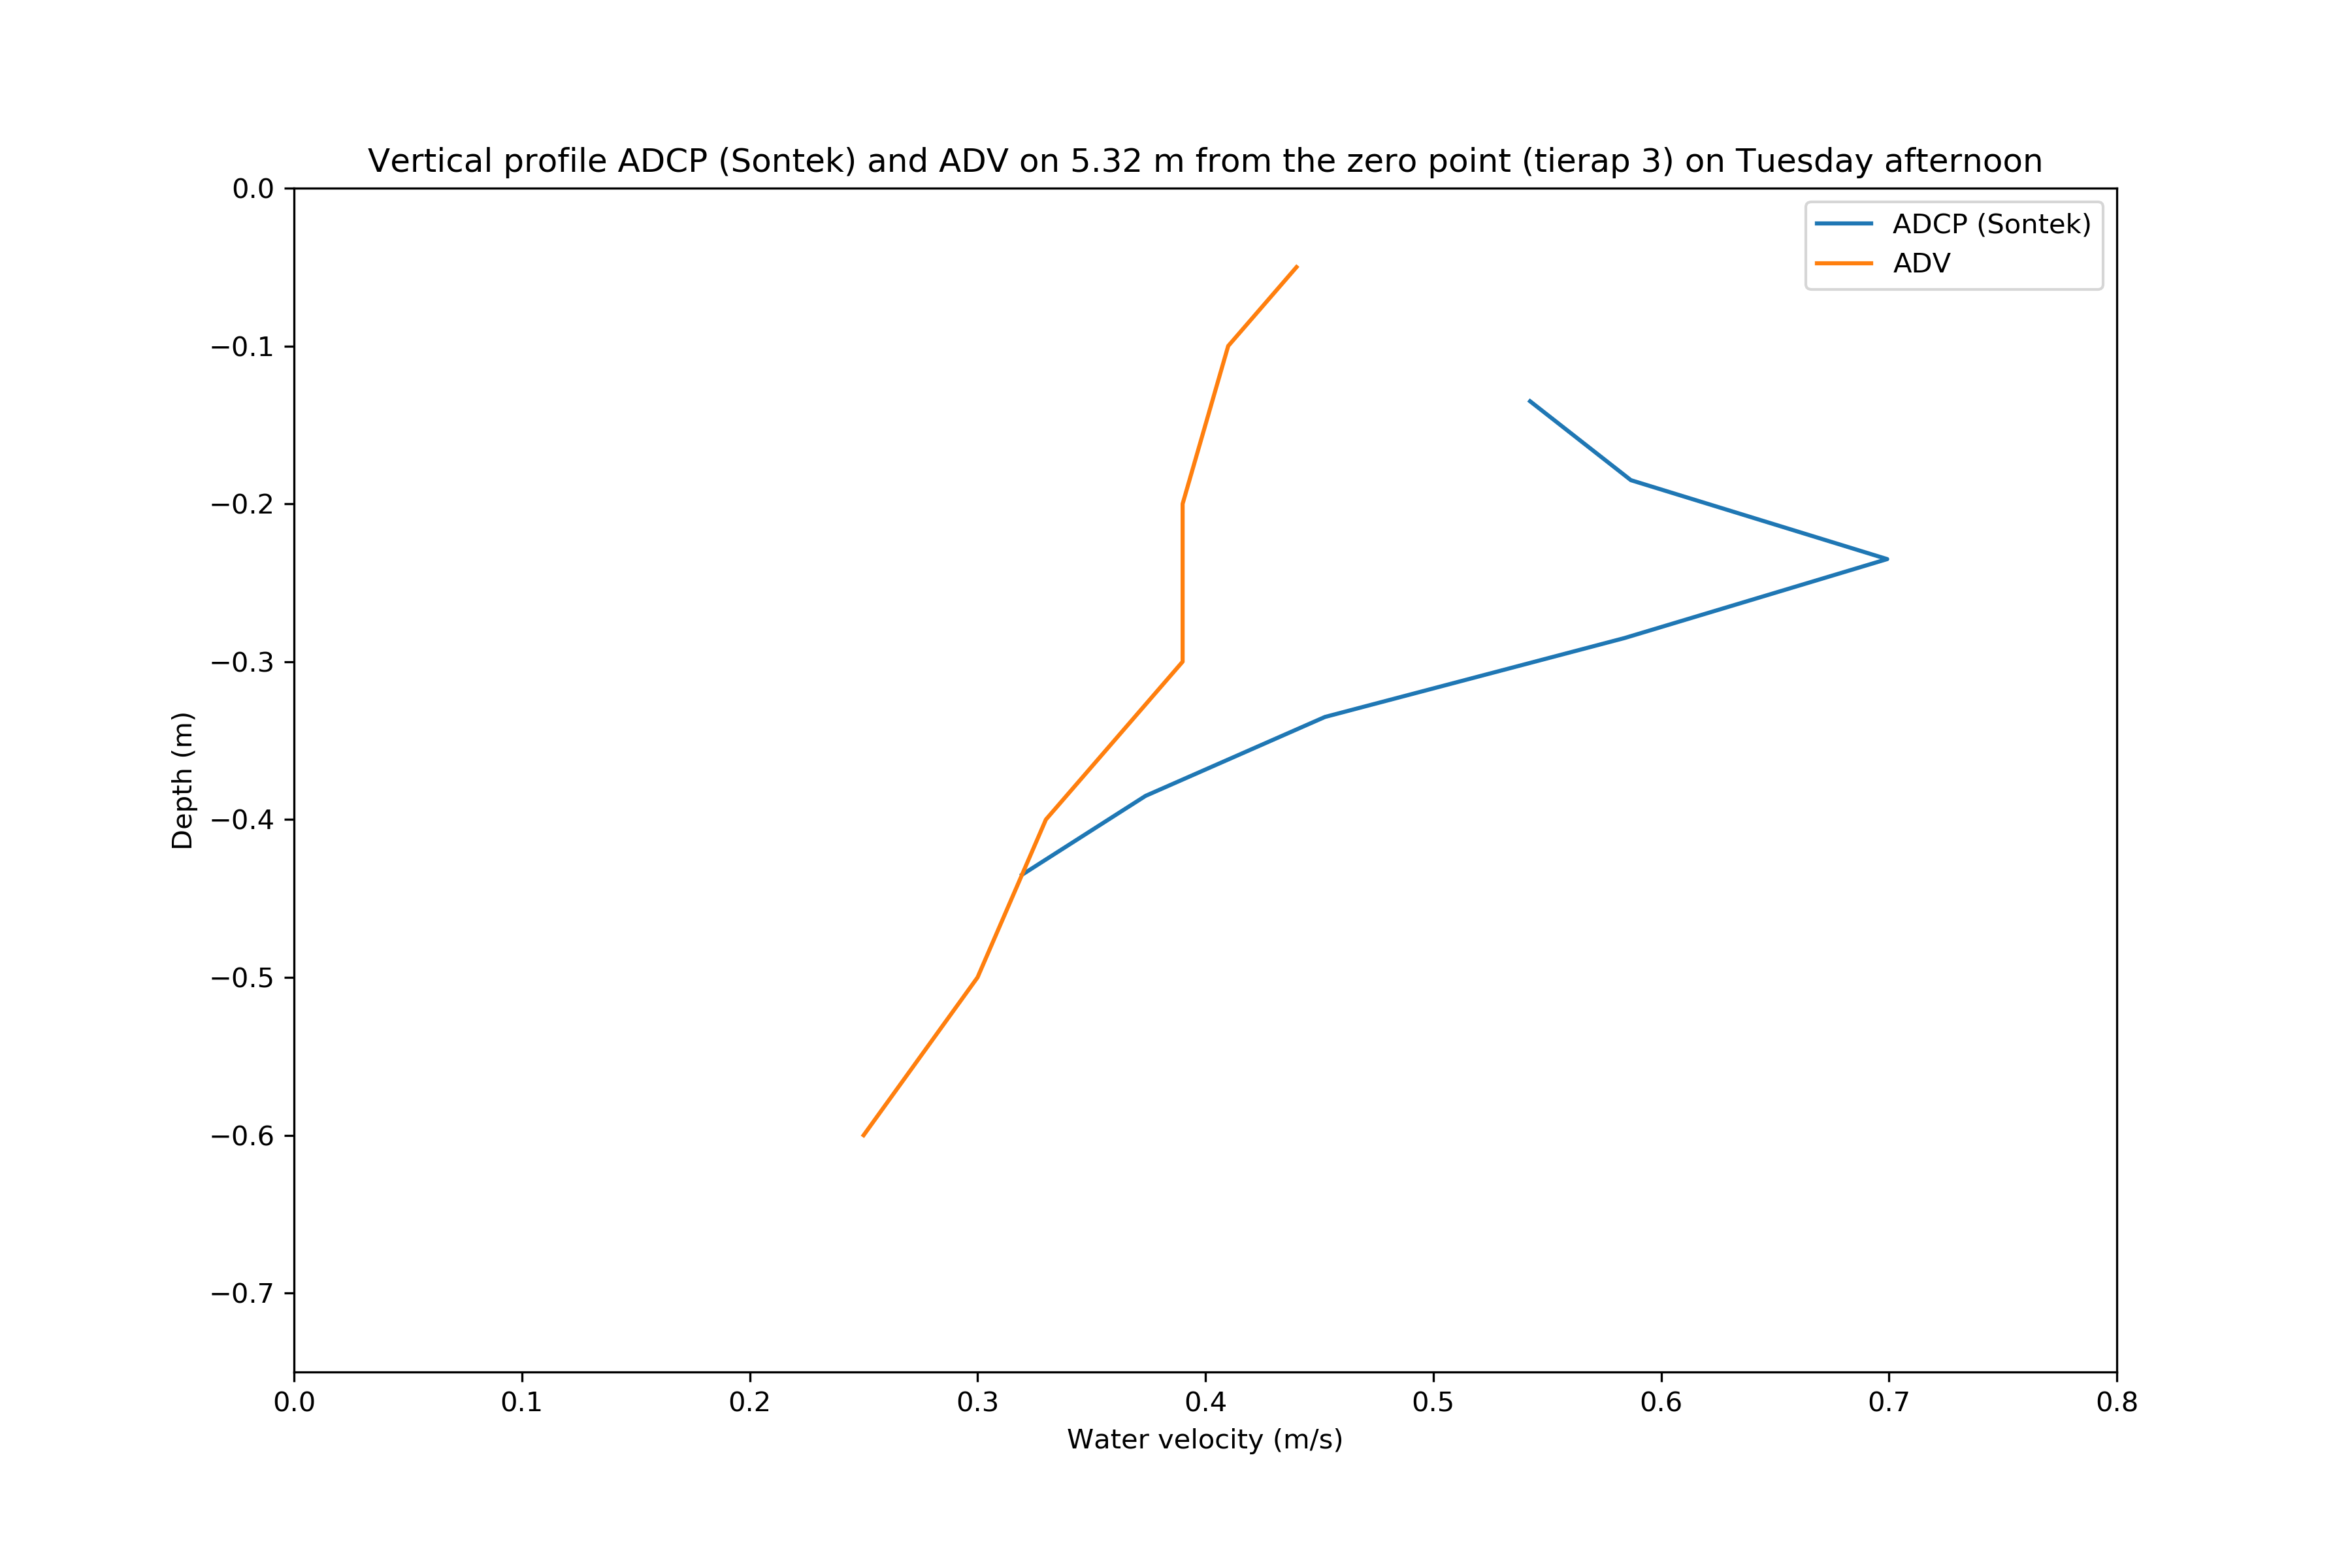 Vertical profile ADCP (Sontek) and ADV on 5.32 m from the zero point (tierap 3) on Tuesday afternoon
ADCP (Sontek)
ADV
0.0
−0.1
−0.2
−0.3
−0.4
−0.5
−0.6
−0.7
Depth (m)
0.0 0.1 0.2 0.3 0.4 0.5 0.6 0.7 0.8
Water velocity (m/s)